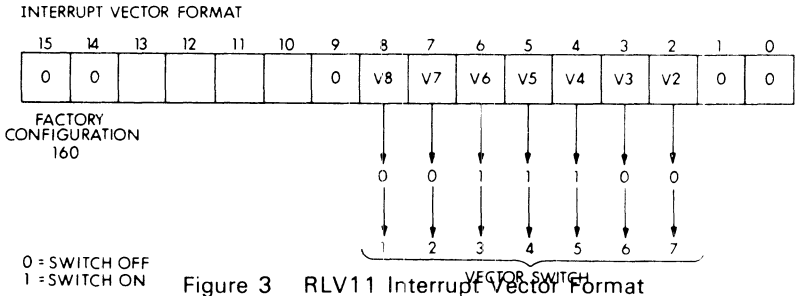 INTERRUPT VECTOR FORMAT
15 14 13 12 11 10 9 8 7 6 5 4 3 2 1 0
0 0 0 V8 V7 V6 V5 V4 V3 V2 0 0
FACTORY
CONFIGURATION
160
0 0 1 1 1 0 0
1 2 3 4 5 6 7
0 = SWITCH OFF
1 = SWITCH ON
VECTOR SWITCH
Figure 3 RLV11 Interrupt Vector Format